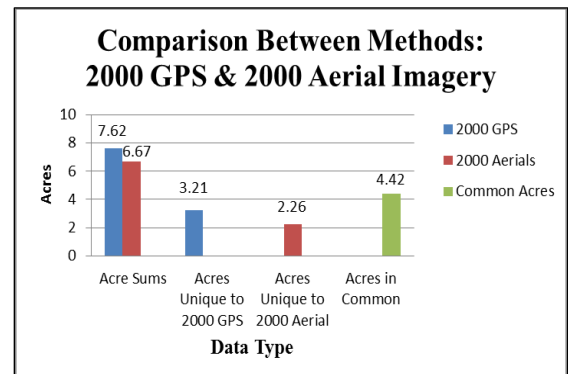 Comparison Between Methods:
2000 GPS & 2000 Aerial Imagery
10
8
6
4
2
0
Acres
7.62
6.67
3.21
2.26
4.42
Acre Sums
Acres
Unique to
2000 GPS
Acres
Unique to
2000 Aerial
Acres in
Common
Data Type
2000 GPS
2000 Aerials
Common Acres